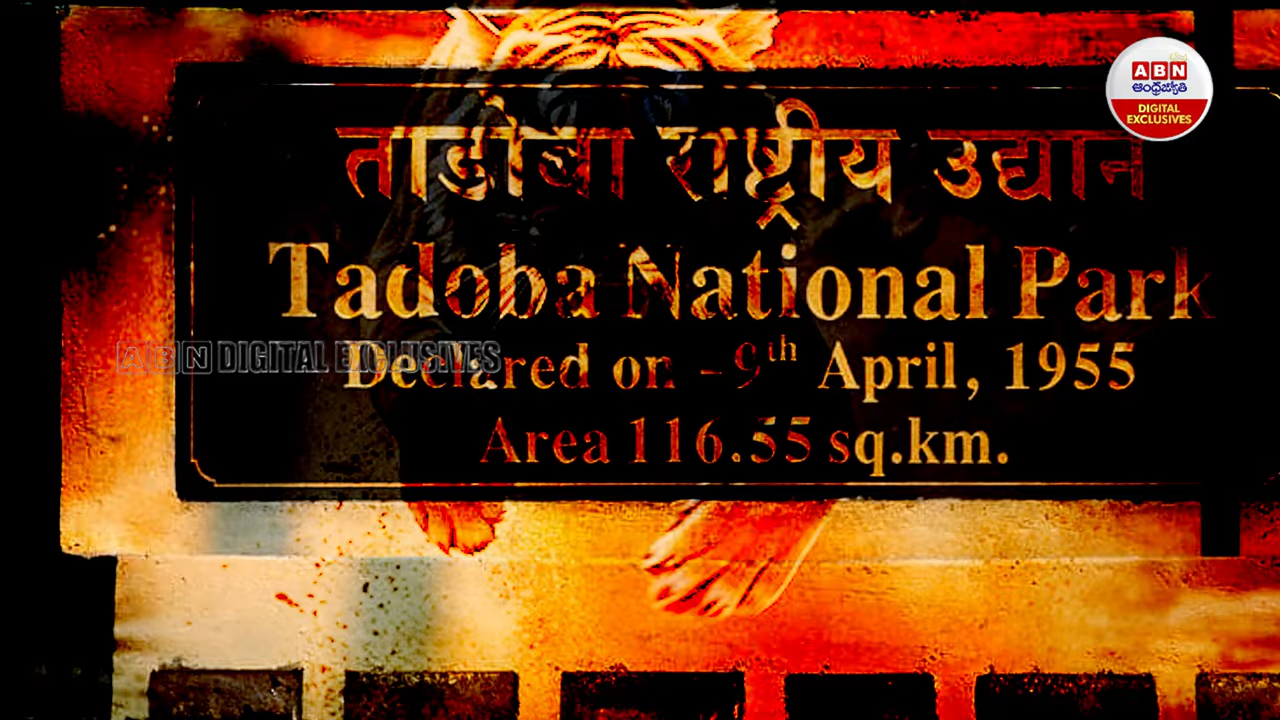 ताडोबा राष्ट्रीय उद्यान
Tadoba National Park
Declared on - 9th April, 1955
Area 116.55 sq.km.
ABN DIGITAL EXCLUSIVES
ABN
ఆంధ్రజ్యోతి
DIGITAL
EXCLUSIVES